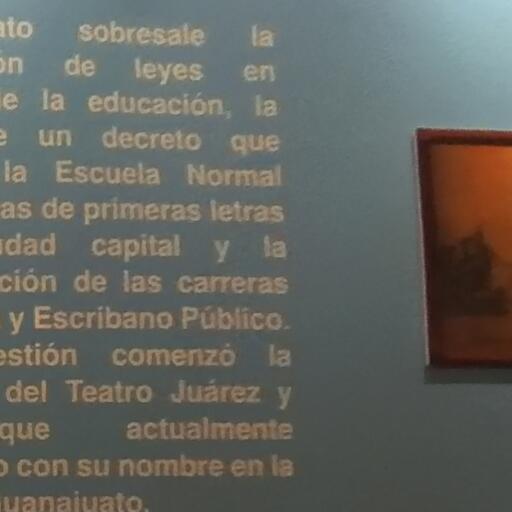 ato sobresale la
ón de leyes en
de la educación, la
e un decreto que
la Escuela Normal
as de primeras letras
udad capital y la
ción de las carreras
y Escribano Público.
estión comenzó la
del Teatro Juárez y
que actualmente
o con su nombre en la
uanajuato.